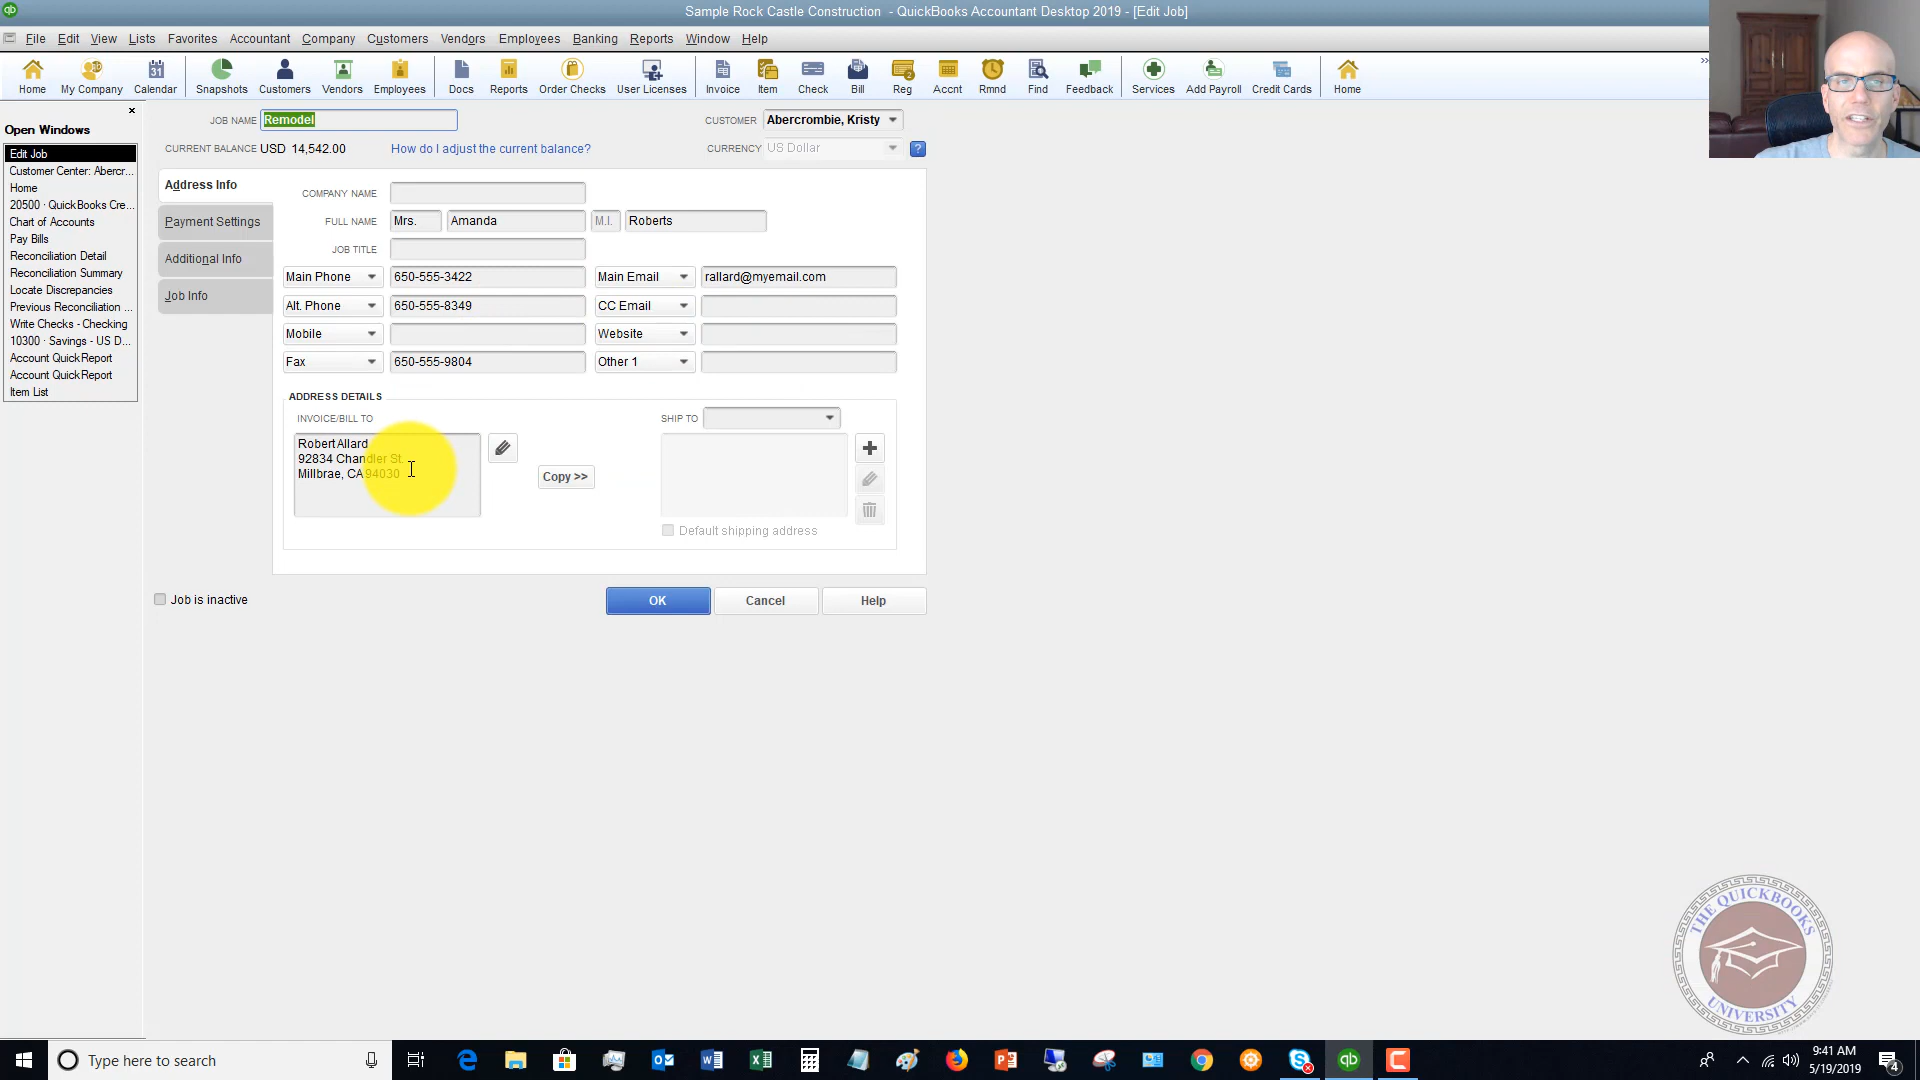 Sample Rock Castle Construction - QuickBooks Accountant Desktop 2019 - [Edit Job]
File Edit View Lists Favorites Accountant Company Customers Vendors Employees Banking Reports Window Help
Home My Company Calendar Snapshots Customers Vendors Employees Docs Reports Order Checks User Licenses Invoice Item Check Bill Reg Accnt Rmnd Find Feedback Services Add Payroll Credit Cards Home
Open Windows
Edit Job
Customer Center: Abercr...
Home
20500 · QuickBooks Cre...
Chart of Accounts
Pay Bills
Reconciliation Detail
Reconciliation Summary
Locate Discrepancies
Previous Reconciliation ...
Write Checks - Checking
10300 · Savings - US D...
Account QuickReport
Account QuickReport
Item List
JOB NAME Remodel CUSTOMER Abercrombie, Kristy
CURRENT BALANCE USD 14,542.00 How do I adjust the current balance? CURRENCY US Dollar ?
Address Info
Payment Settings
Additional Info
Job Info
COMPANY NAME
FULL NAME Mrs. Amanda M.I. Roberts
JOB TITLE
Main Phone 650-555-3422 Main Email rallard@myemail.com
Alt. Phone 650-555-8349 CC Email
Mobile Website
Fax 650-555-9804 Other 1
ADDRESS DETAILS
INVOICE/BILL TO SHIP TO
Robert Allard
92834 Chandler St.
Millbrae, CA 94030
Copy >>
Default shipping address
Job is inactive OK Cancel Help
THE QUICKBOOKS UNIVERSITY
Type here to search
9:41 AM
5/19/2019
4